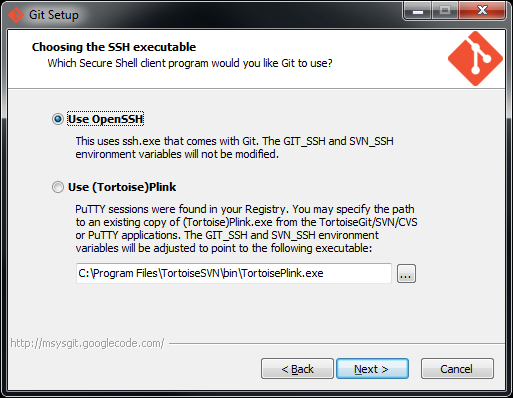 Git Setup
Choosing the SSH executable
Which Secure Shell client program would you like Git to use?
Use OpenSSH
This uses ssh.exe that comes with Git. The GIT_SSH and SVN_SSH
environment variables will not be modified.
Use (Tortoise)Plink
PuTTY sessions were found in your Registry. You may specify the path
to an existing copy of (Tortoise)Plink.exe from the TortoiseGit/SVN/CVS
or PuTTY applications. The GIT_SSH and SVN_SSH environment
variables will be adjusted to point to the following executable:
C:\Program Files\TortoiseSVN\bin\TortoisePlink.exe
...
http://msysgit.googlecode.com/
< Back
Next >
Cancel